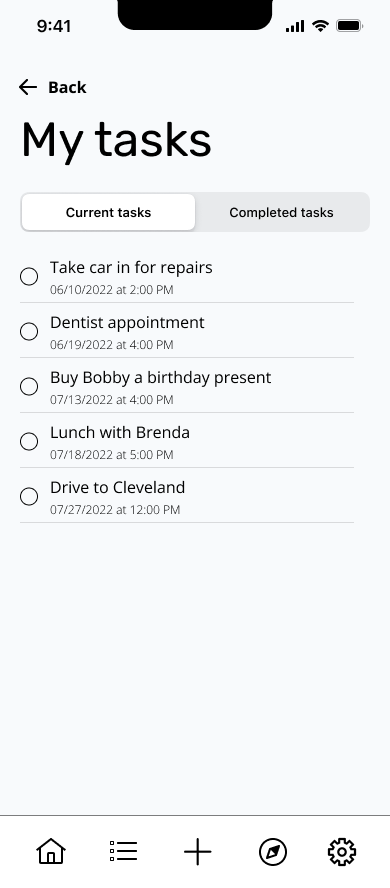 9:41
Back
My tasks
Current tasks
Completed tasks
Take car in for repairs
06/10/2022 at 2:00 PM
Dentist appointment
06/19/2022 at 4:00 PM
Buy Bobby a birthday present
07/13/2022 at 4:00 PM
Lunch with Brenda
07/18/2022 at 5:00 PM
Drive to Cleveland
07/27/2022 at 12:00 PM